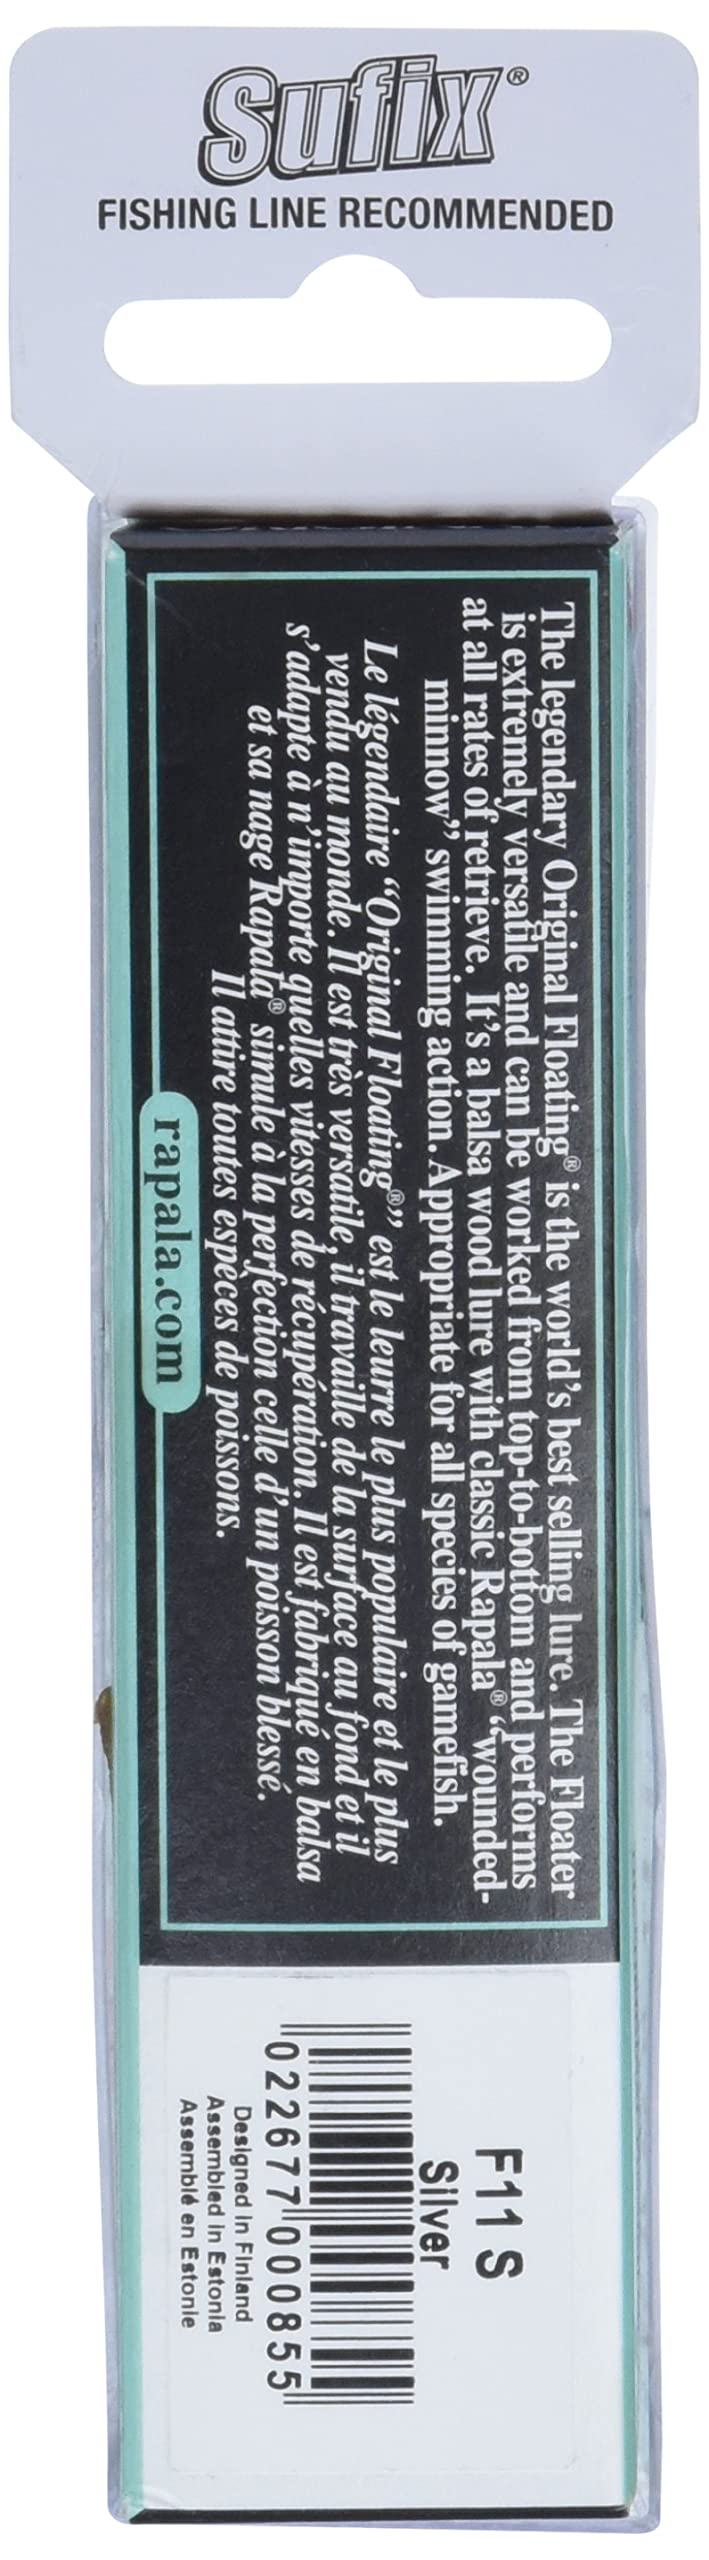 Sufix®
FISHING LINE RECOMMENDED
The legendary Original Floating® is the world's best selling lure. The Floater
is extremely versatile and can be worked from top-to-bottom and performs
at all rates of retrieve. It's a balsa wood lure with classic Rapala® “wounded-
minnow” swimming action. Appropriate for all species of gamefish.
Le légendaire “Original Floating®” est le leurre le plus populaire et le plus
vendu au monde. Il est très versatile, il travaille de la surface au fond et il
s'adapte à n'importe quelles vitesses de récupération. Il est fabriqué en balsa
et sa nage Rapala® simule à la perfection celle d'un poisson blessé.
Il attire toutes espèces de poissons.
rapala.com
F11 S
Silver
0 22677 00085 5
Designed in Finland
Assembled in Estonia
Assemblé en Estonie